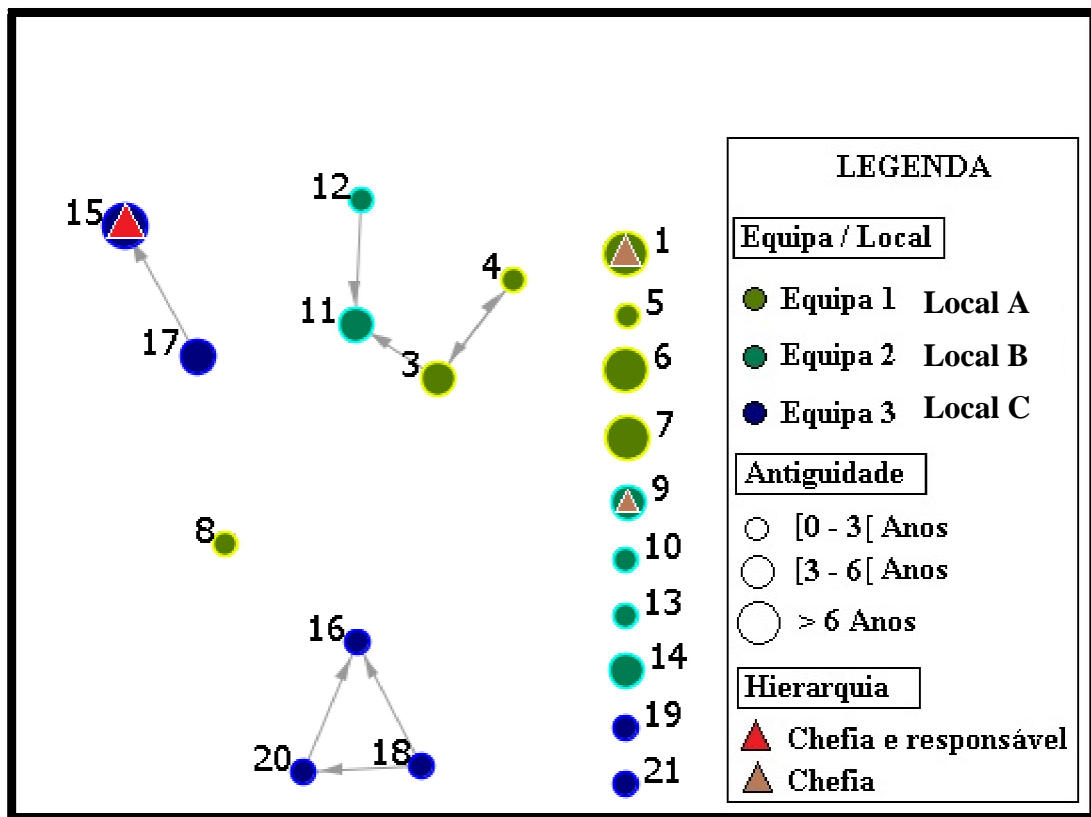 LEGENDA
Equipa / Local
Equipa 1 Local A
Equipa 2 Local B
Equipa 3 Local C
Antiguidade
[0 - 3[ Anos
[3 - 6[ Anos
> 6 Anos
Hierarquia
Chefia e responsável
Chefia
12
15
1
4
5
11
17
3
6
7
9
8
10
13
16
14
19
20
18
21